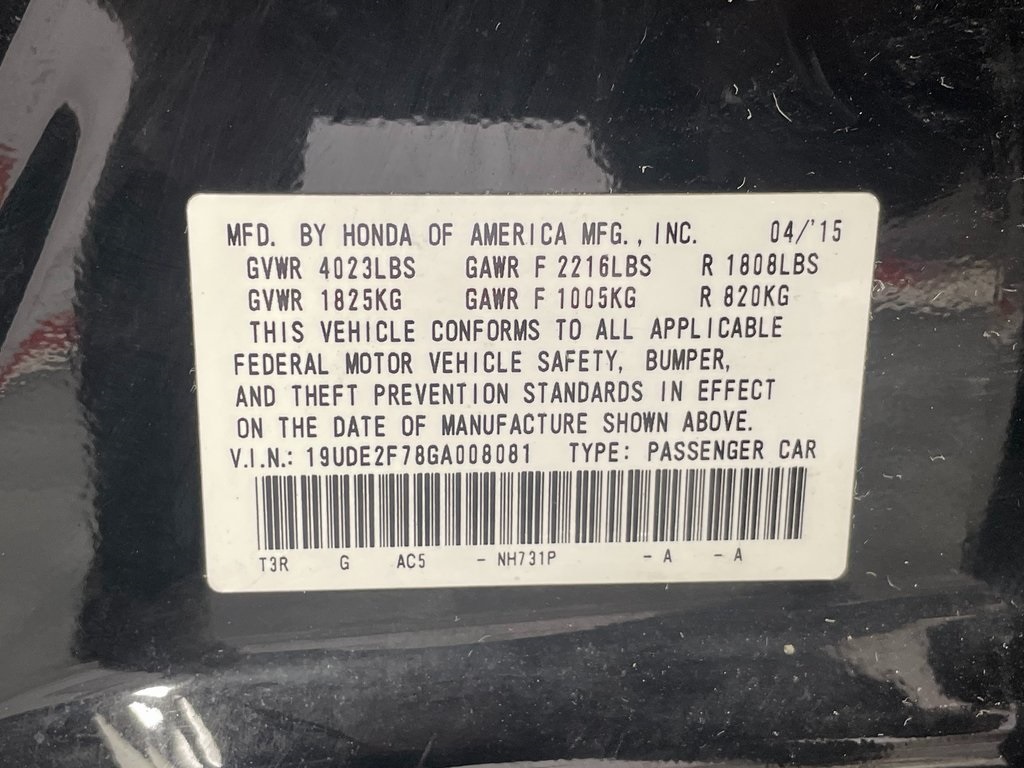 MFD. BY HONDA OF AMERICA MFG., INC. 04/'15
GVWR 4023LBS GAWR F 2216LBS R 1808LBS
GVWR 1825KG GAWR F 1005KG R 820KG
THIS VEHICLE CONFORMS TO ALL APPLICABLE
FEDERAL MOTOR VEHICLE SAFETY, BUMPER,
AND THEFT PREVENTION STANDARDS IN EFFECT
ON THE DATE OF MANUFACTURE SHOWN ABOVE.
V.I.N.: 19UDE2F78GA008081 TYPE: PASSENGER CAR
T3R G AC5 - NH731P - A - A